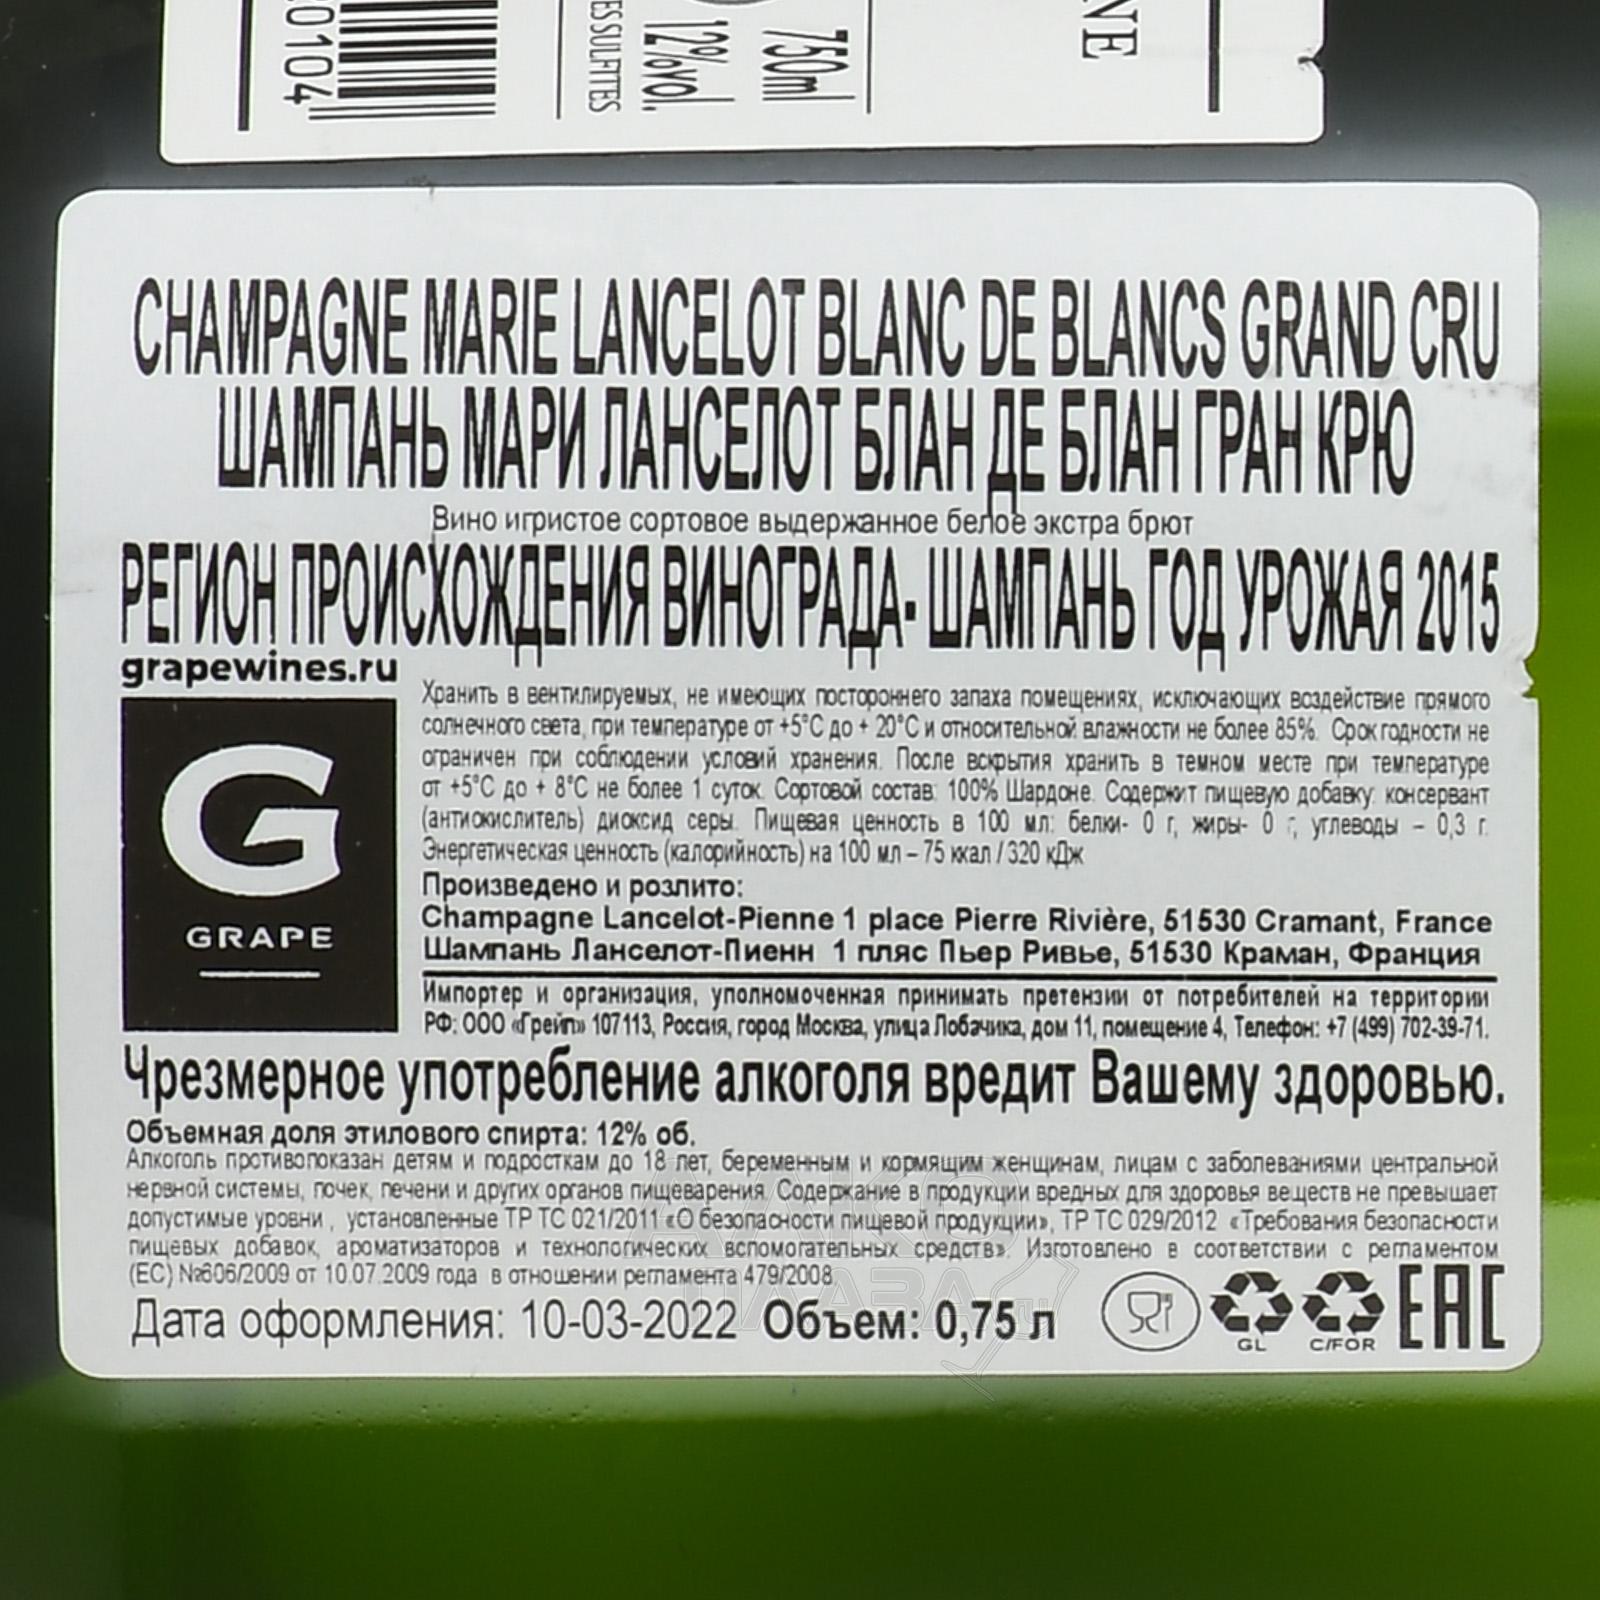 20104
ES SULFITES
12%vol.
750ml
NE
CHAMPAGNE MARIE LANCELOT BLANC DE BLANCS GRAND CRU
ШАМПАНЬ МАРИ ЛАНСЕЛОТ БЛАН ДЕ БЛАН ГРАН КРЮ
Вино игристое сортовое выдержанное белое экстра брют
РЕГИОН ПРОИСХОЖДЕНИЯ ВИНОГРАДА- ШАМПАНЬ ГОД УРОЖАЯ 2015
grapewines.ru
G
GRAPE
Хранить в вентилируемых, не имеющих постороннего запаха помещениях, исключающих воздействие прямого
солнечного света, при температуре от +5°C до + 20°C и относительной влажности не более 85%. Срок годности не
ограничен при соблюдении условий хранения. После вскрытия хранить в темном месте при температуре
от +5°C до + 8°C не более 1 суток. Сортовой состав: 100% Шардоне. Содержит пищевую добавку: консервант
(антиокислитель) диоксид серы. Пищевая ценность в 100 мл: белки- 0 г, жиры- 0 г, углеводы – 0,3 г.
Энергетическая ценность (калорийность) на 100 мл – 75 ккал / 320 кДж
Произведено и розлито:
Champagne Lancelot-Pienne 1 place Pierre Rivière, 51530 Cramant, France
Шампань Ланселот-Пиенн 1 пляс Пьер Ривье, 51530 Краман, Франция
Импортер и организация, уполномоченная принимать претензии от потребителей на территории
РФ: ООО «Грейп» 107113, Россия, город Москва, улица Лобачика, дом 11, помещение 4, Телефон: +7 (499) 702-39-71.
Чрезмерное употребление алкоголя вредит Вашему здоровью.
Объемная доля этилового спирта: 12% об.
Алкоголь противопоказан детям и подросткам до 18 лет, беременным и кормящим женщинам, лицам с заболеваниями центральной
нервной системы, почек, печени и других органов пищеварения. Содержание в продукции вредных для здоровья веществ не превышает
допустимые уровни , установленные ТР ТС 021/2011 «О безопасности пищевой продукции», ТР ТС 029/2012 «Требования безопасности
пищевых добавок, ароматизаторов и технологических вспомогательных средств». Изготовлено в соответствии с регламентом
(ЕС) №606/2009 от 10.07.2009 года в отношении регламента 479/2008.
Дата оформления: 10-03-2022 Объем: 0,75 л
GL
C/FOR
EAC
АЛКО
ПЛАЗА.ru